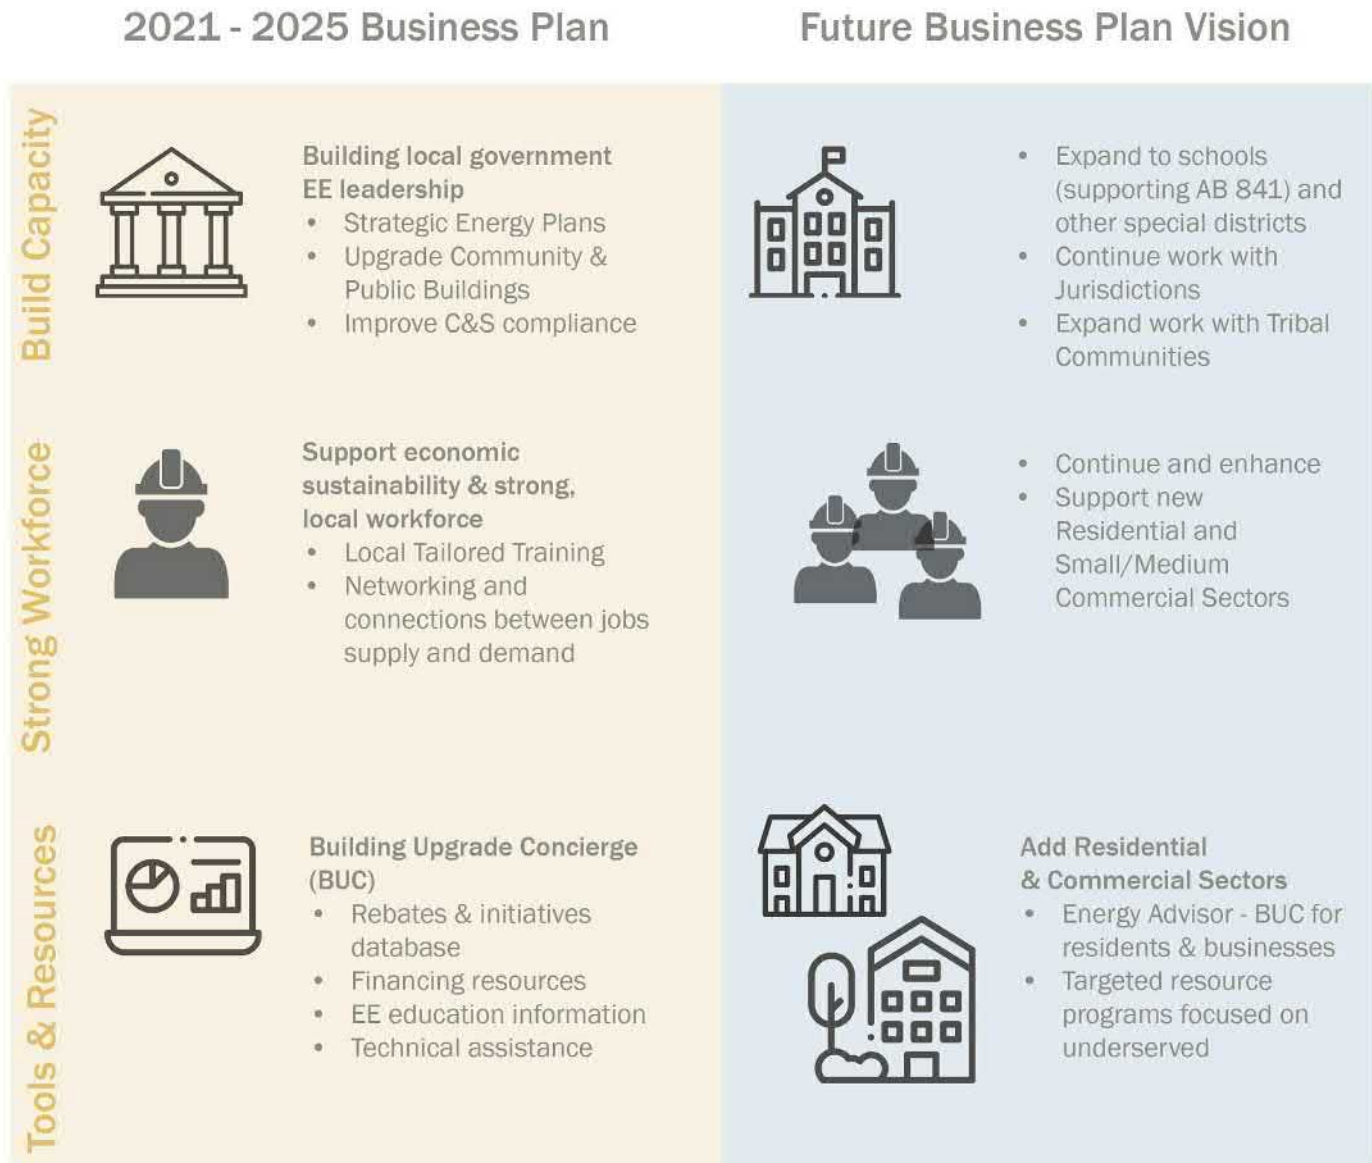 2021 - 2025 Business Plan
Future Business Plan Vision
Build Capacity
Building local government
EE leadership
• Strategic Energy Plans
• Upgrade Community &
Public Buildings
• Improve C&S compliance
• Expand to schools
(supporting AB 841) and
other special districts
• Continue work with
Jurisdictions
• Expand work with Tribal
Communities
Strong Workforce
Support economic
sustainability & strong,
local workforce
• Local Tailored Training
• Networking and
connections between jobs
supply and demand
• Continue and enhance
• Support new
Residential and
Small/Medium
Commercial Sectors
Tools & Resources
Building Upgrade Concierge
(BUC)
• Rebates & initiatives
database
• Financing resources
• EE education information
• Technical assistance
Add Residential
& Commercial Sectors
• Energy Advisor - BUC for
residents & businesses
• Targeted resource
programs focused on
underserved